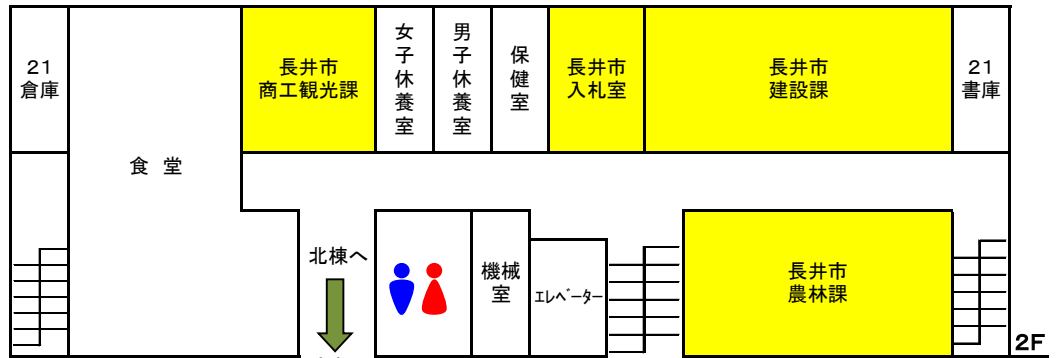 21
倉庫
食 堂
長井市
商工観光課
女子休養室
男子休養室
保健室
長井市
入札室
長井市
建設課
21
書庫
北棟へ
機械
室
エレベーター
長井市
農林課
2F